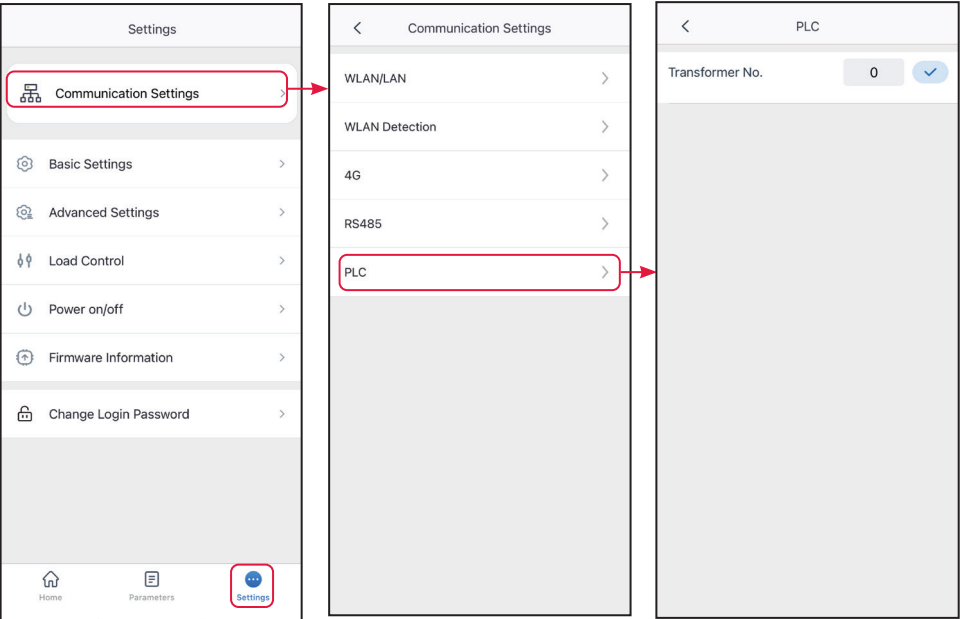 Settings
Communication Settings
Basic Settings
Advanced Settings
Load Control
Power on/off
Firmware Information
Change Login Password
Home
Parameters
Settings
Communication Settings
WLAN/LAN
WLAN Detection
4G
RS485
PLC
PLC
Transformer No.
0